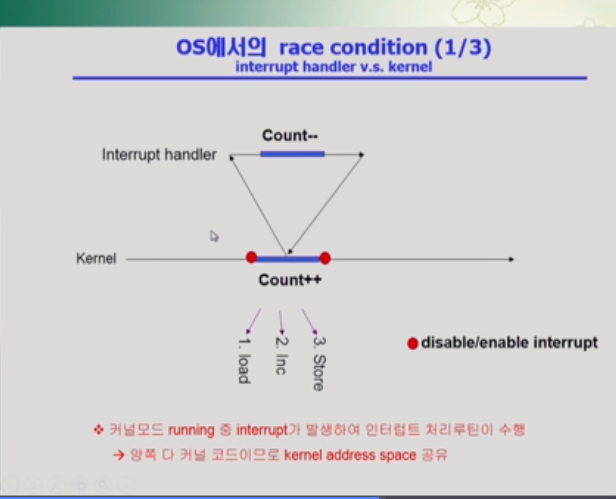 OS에서의 race condition (1/3)
interrupt handler v.s. kernel
Count--
Interrupt handler
Kernel
Count++
1. load
2. Inc
3. Store
disable/enable interrupt
❖ 커널모드 running 중 interrupt가 발생하여 인터럽트 처리루틴이 수행
→ 양쪽 다 커널 코드이므로 kernel address space 공유